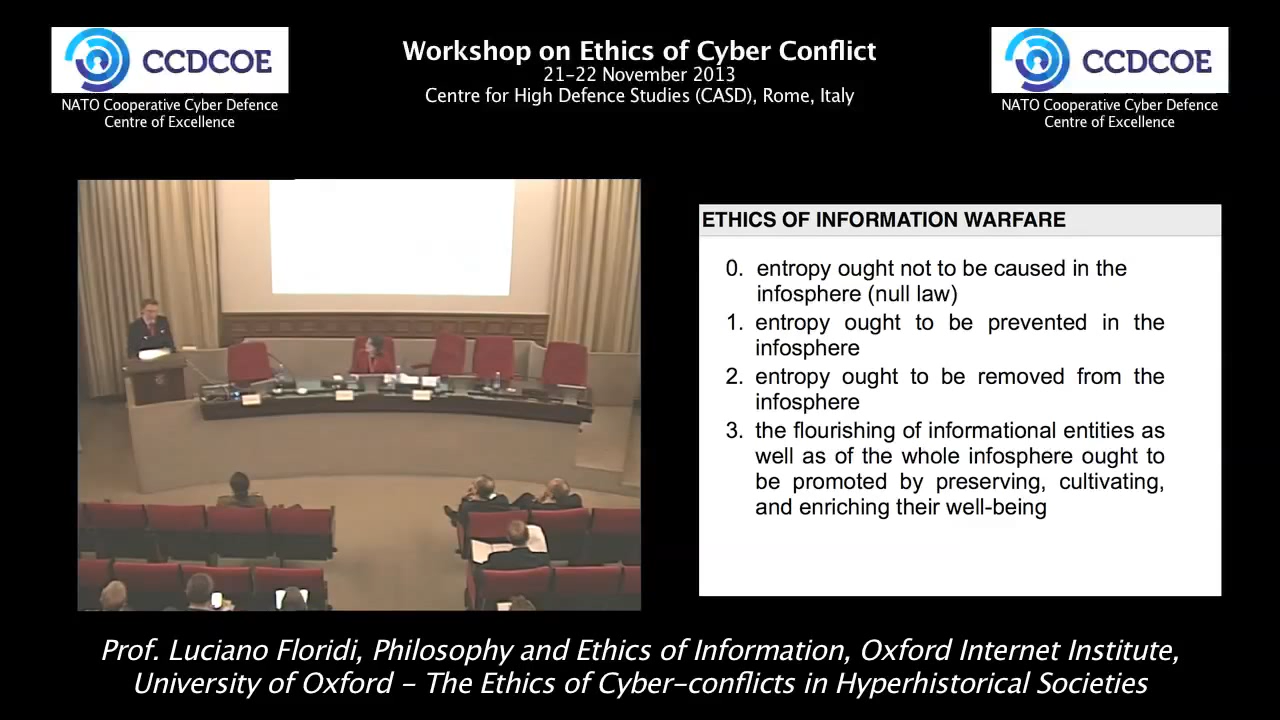 CCDCOE
NATO Cooperative Cyber Defence
Centre of Excellence
Workshop on Ethics of Cyber Conflict
21–22 November 2013
Centre for High Defence Studies (CASD), Rome, Italy
CCDCOE
NATO Cooperative Cyber Defence
Centre of Excellence
ETHICS OF INFORMATION WARFARE
0. entropy ought not to be caused in the
infosphere (null law)
1. entropy ought to be prevented in the
infosphere
2. entropy ought to be removed from the
infosphere
3. the flourishing of informational entities as
well as of the whole infosphere ought to
be promoted by preserving, cultivating,
and enriching their well-being
Prof. Luciano Floridi, Philosophy and Ethics of Information, Oxford Internet Institute,
University of Oxford – The Ethics of Cyber–conflicts in Hyperhistorical Societies